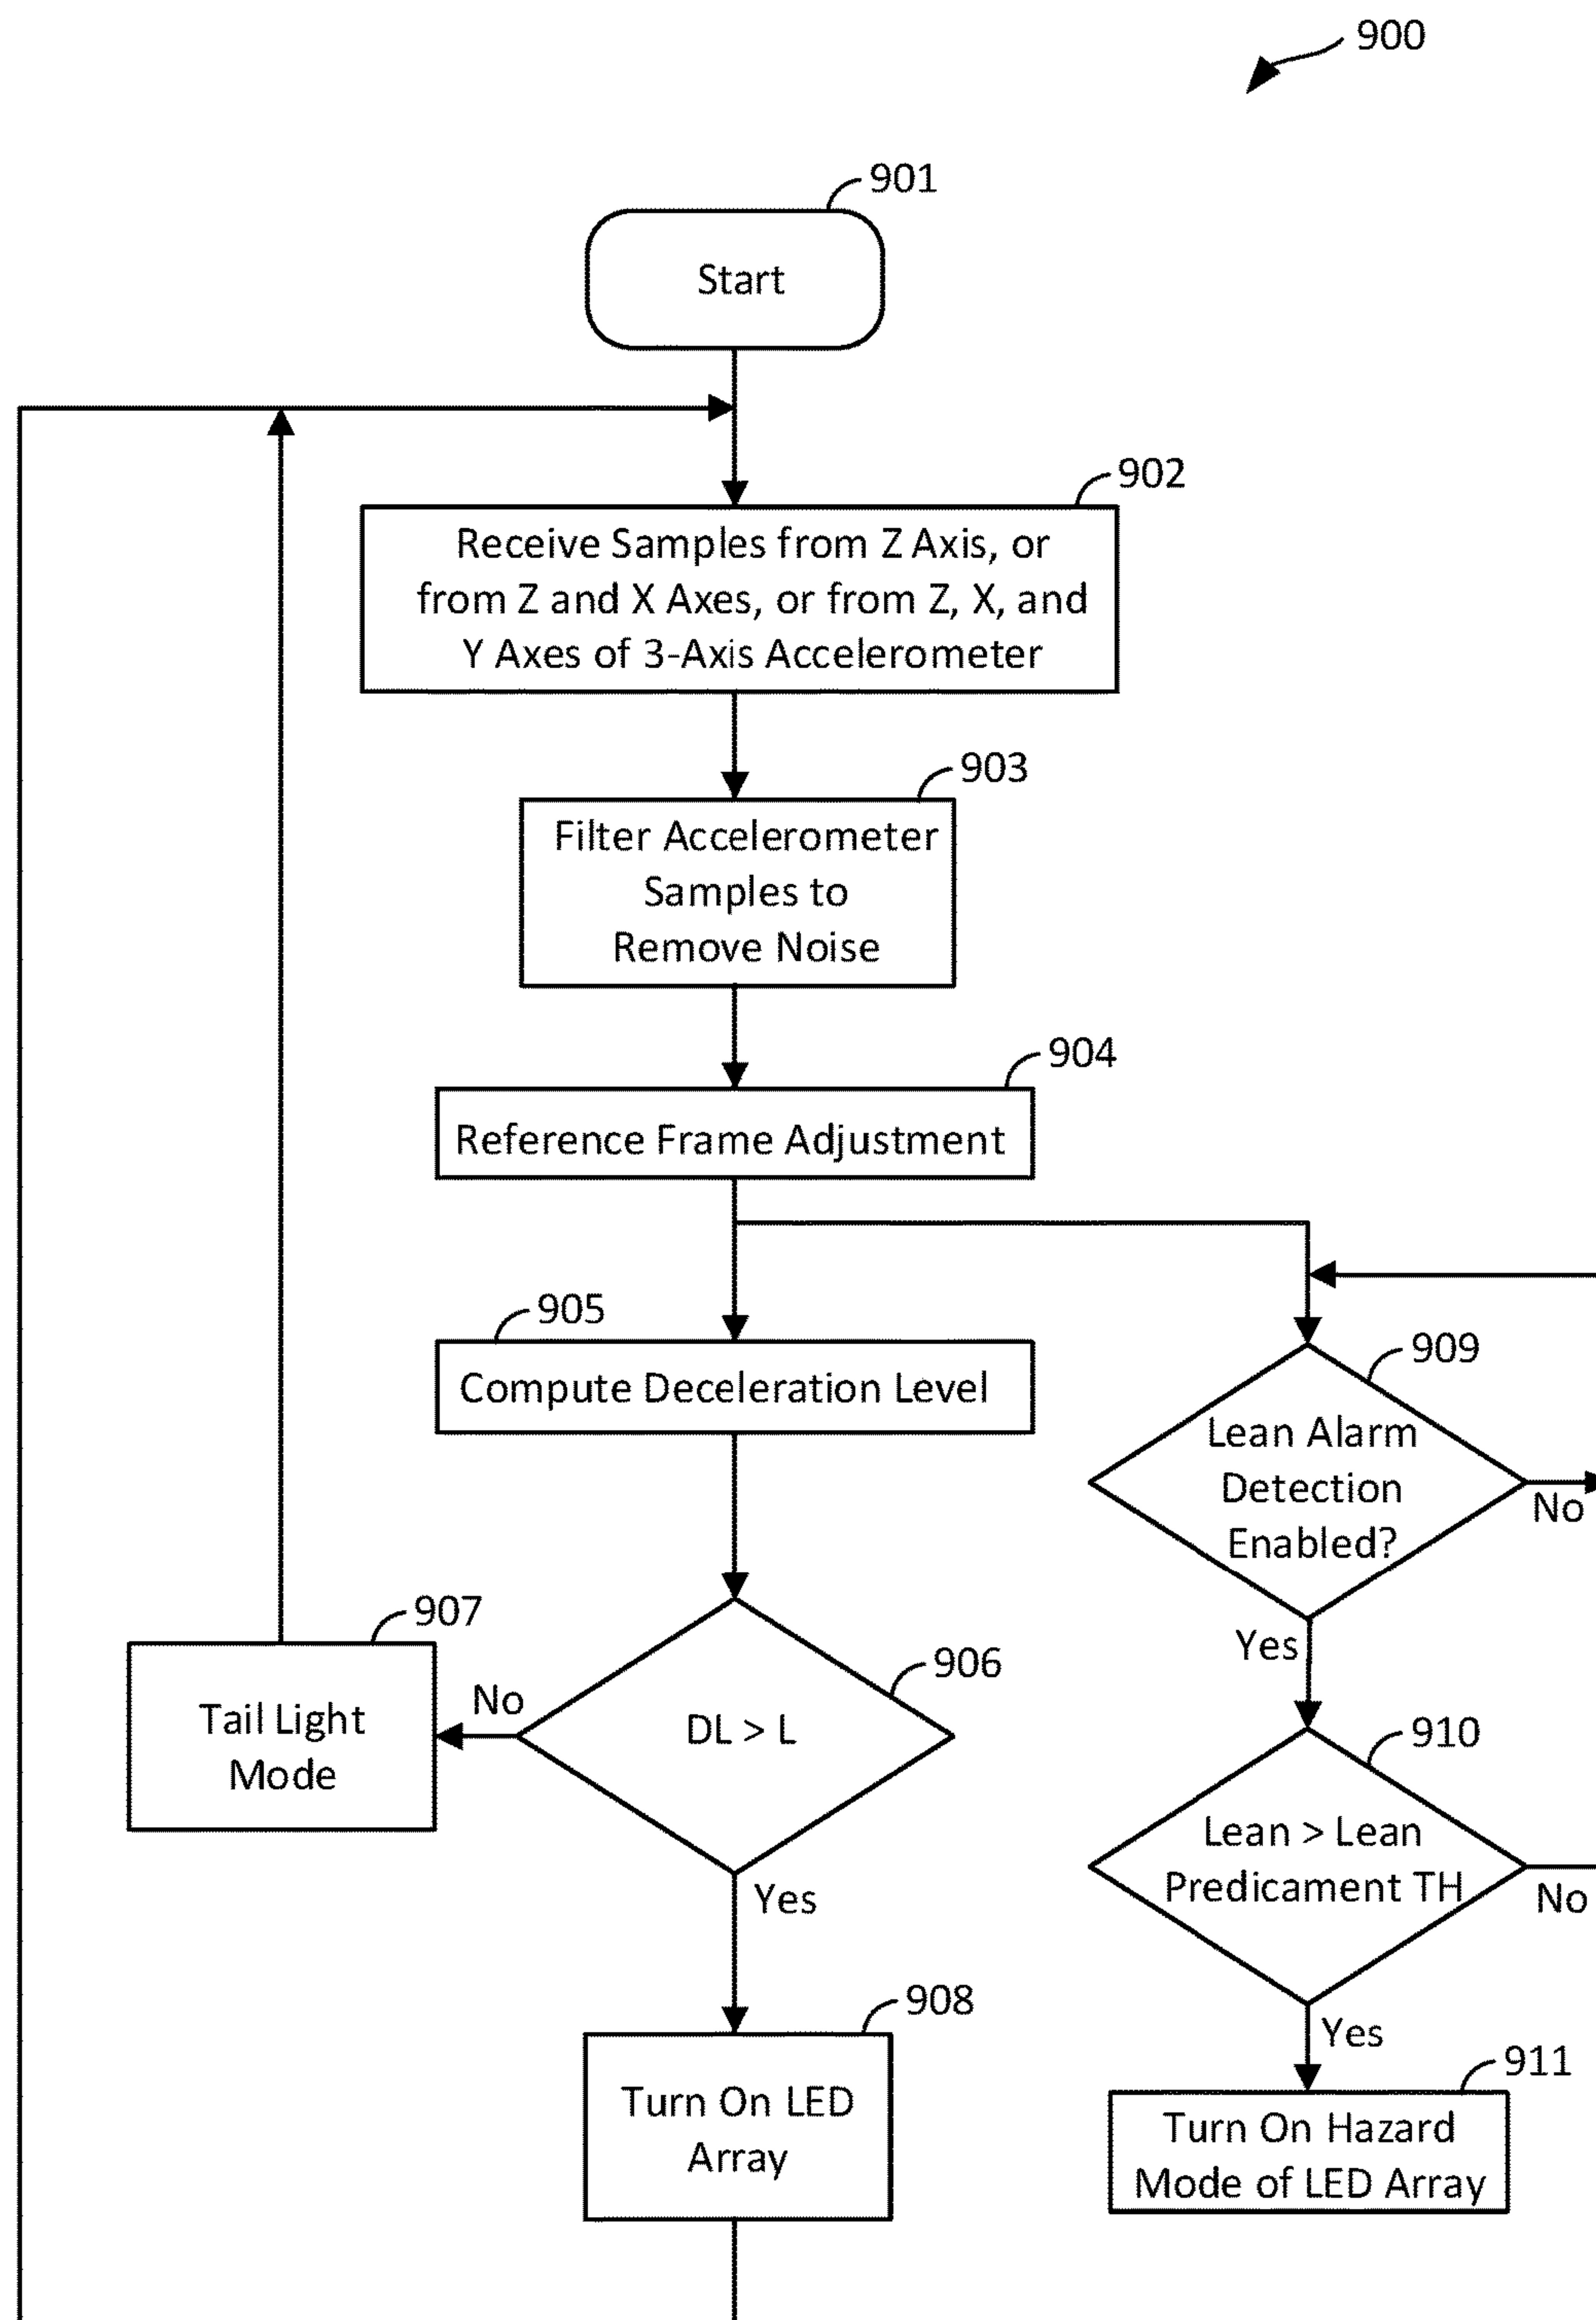 900
901
Start
902
Receive Samples from Z Axis, or
from Z and X Axes, or from Z, X, and
Y Axes of 3-Axis Accelerometer
903
Filter Accelerometer
Samples to
Remove Noise
904
Reference Frame Adjustment
905
Compute Deceleration Level
909
Lean Alarm
Detection
Enabled?
No
Yes
907
Tail Light
Mode
No
906
DL > L
Yes
910
Lean > Lean
Predicament TH
No
Yes
908
Turn On LED
Array
911
Turn On Hazard
Mode of LED Array